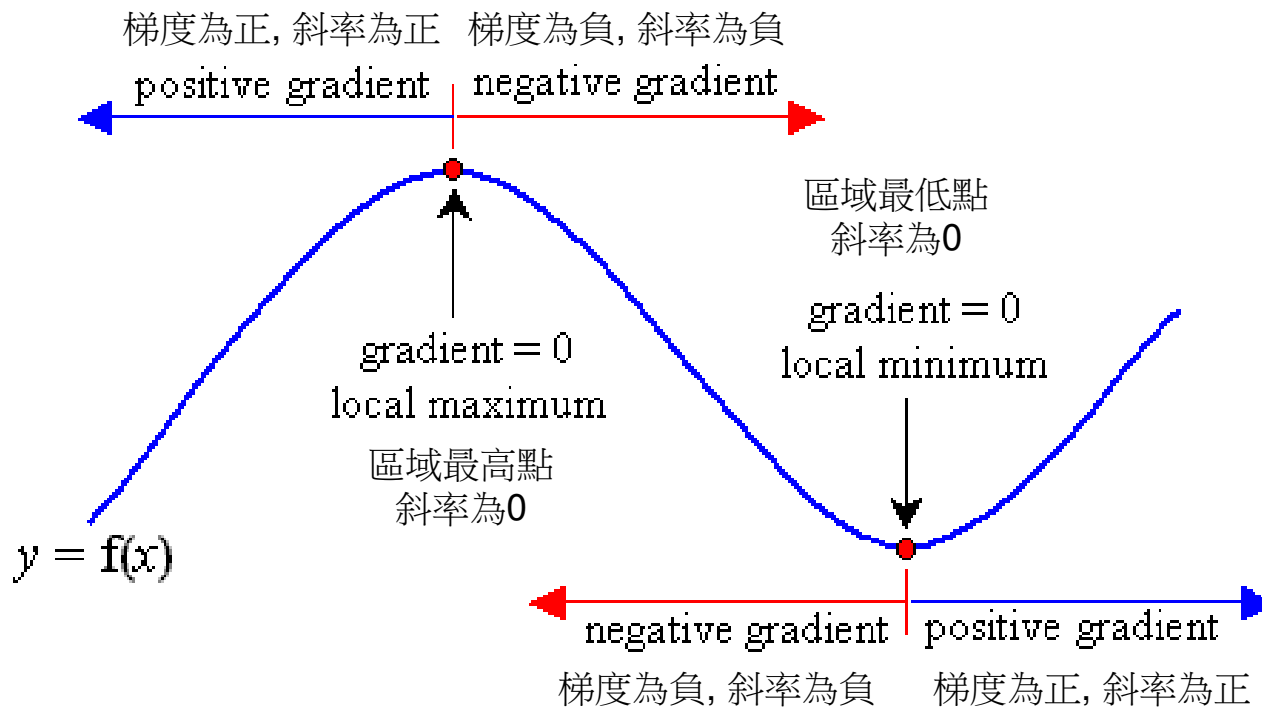 梯度為正, 斜率為正
梯度為負, 斜率為負
positive gradient
negative gradient
區域最低點
斜率為0
gradient = 0
local minimum
gradient = 0
local maximum
區域最高點
斜率為0
y = f(x)
negative gradient
positive gradient
梯度為負, 斜率為負
梯度為正, 斜率為正